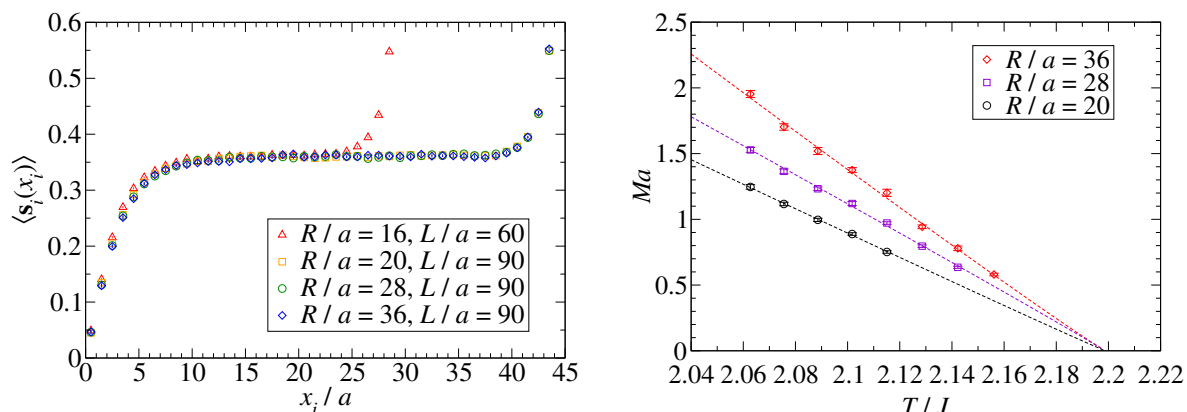 0.6
0.5
0.4
0.3
0.2
0.1
0
⟨s_i(x_i)⟩
R / a = 16, L / a = 60
R / a = 20, L / a = 90
R / a = 28, L / a = 90
R / a = 36, L / a = 90
0 5 10 15 20 25 30 35 40 45
x_i / a
2.5
2
1.5
1
0.5
0
Ma
R / a = 36
R / a = 28
R / a = 20
2.04 2.06 2.08 2.1 2.12 2.14 2.16 2.18 2.2 2.22
T / J